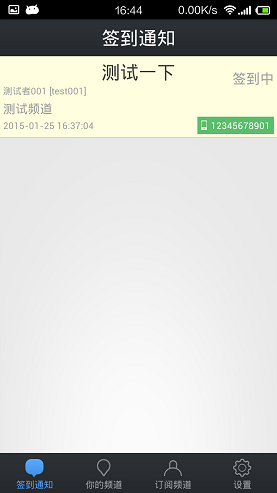 16:44 0.00K/s
签到通知
测试一下
签到中
测试者001 [test001]
测试频道
2015-01-25 16:37:04
12345678901
签到通知 你的频道 订阅频道 设置